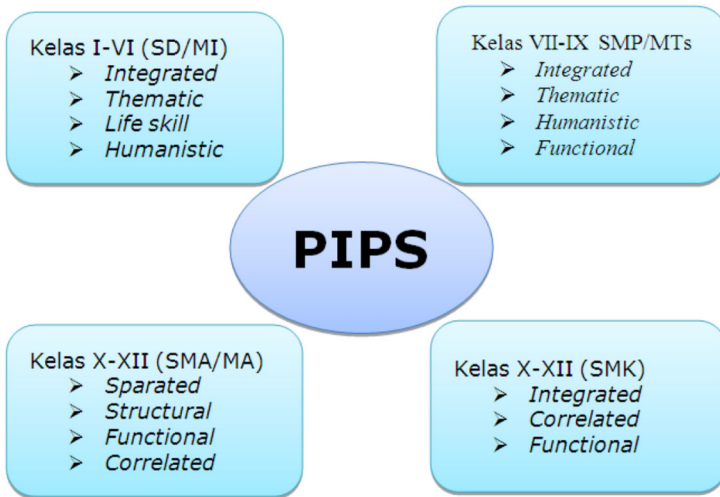 Kelas I-VI (SD/MI)
➢ Integrated
➢ Thematic
➢ Life skill
➢ Humanistic
Kelas VII-IX SMP/MTs
➢ Integrated
➢ Thematic
➢ Humanistic
➢ Functional
PIPS
Kelas X-XII (SMA/MA)
➢ Sparated
➢ Structural
➢ Functional
➢ Correlated
Kelas X-XII (SMK)
➢ Integrated
➢ Correlated
➢ Functional